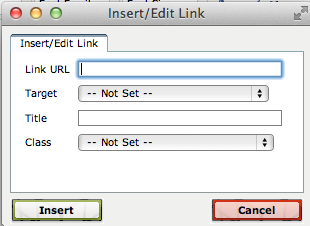 Insert/Edit Link
Insert/Edit Link
Link URL
Target -- Not Set --
Title
Class -- Not Set --
Insert Cancel